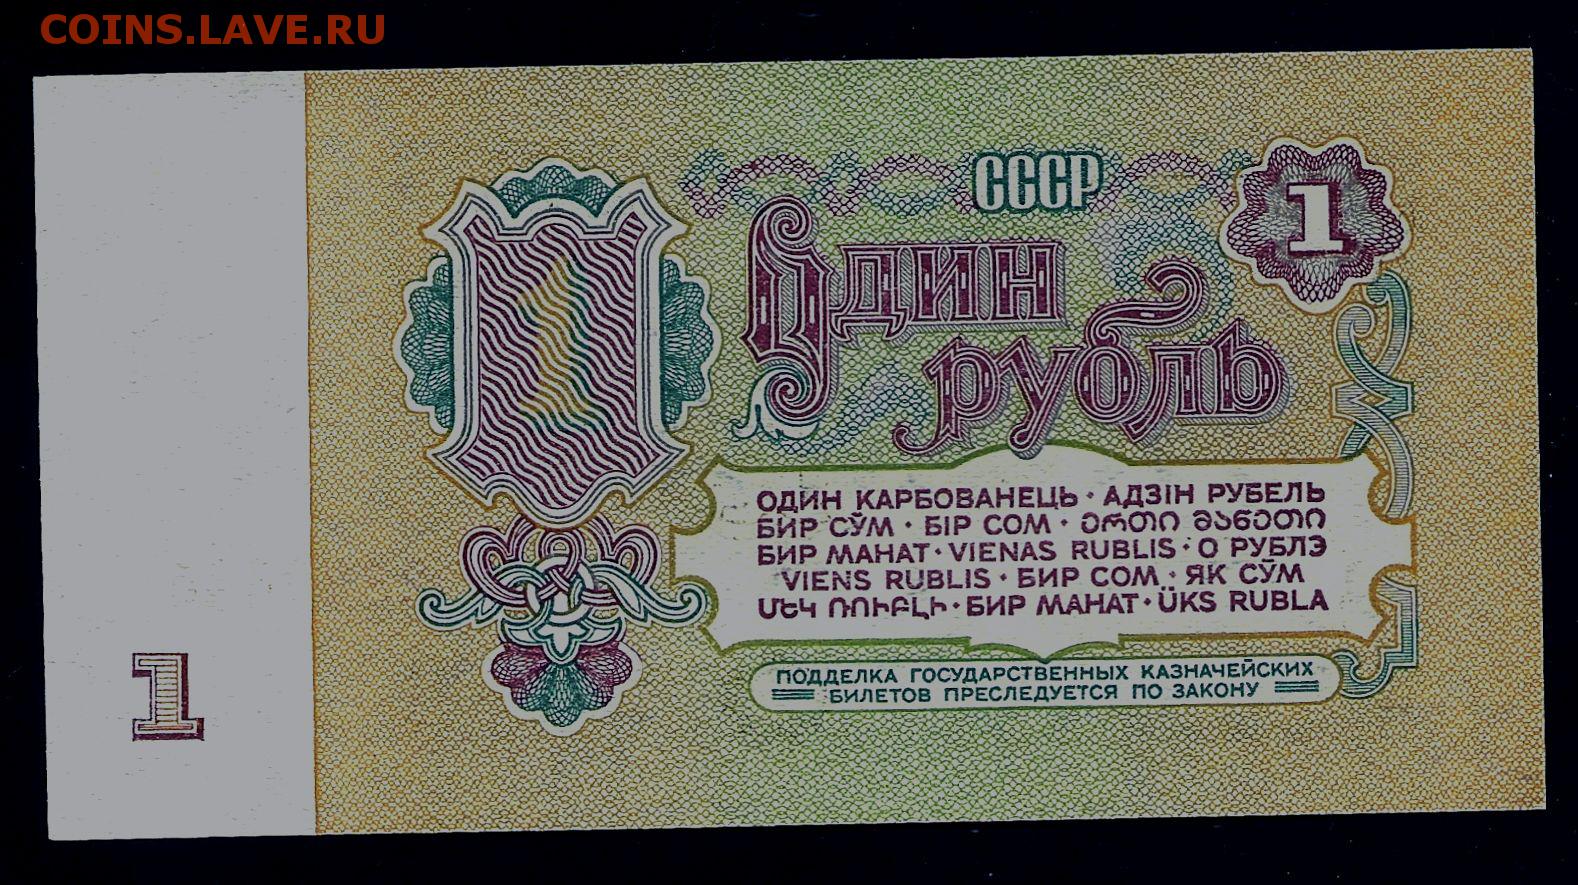 COINS.LAVE.RU
СССР
1
Один
рубль
ОДИН КАРБОВАНЕЦЬ · АДЗІН РУБЕЛЬ
БИР СЎМ · БІР СОМ · ᲔᲠᲗᲘ ᲛᲐᲜᲔᲗᲘ
БИР МАНАТ · VIENAS RUBLIS · О РУБЛЭ
VIENS RUBLIS · БИР СОМ · ЯК СӮМ
ՄԵԿ ՌՈՒԲԼԻ · БИР МАНАТ · ÜKS RUBLA
ПОДДЕЛКА ГОСУДАРСТВЕННЫХ КАЗНАЧЕЙСКИХ
БИЛЕТОВ ПРЕСЛЕДУЕТСЯ ПО ЗАКОНУ
1
1